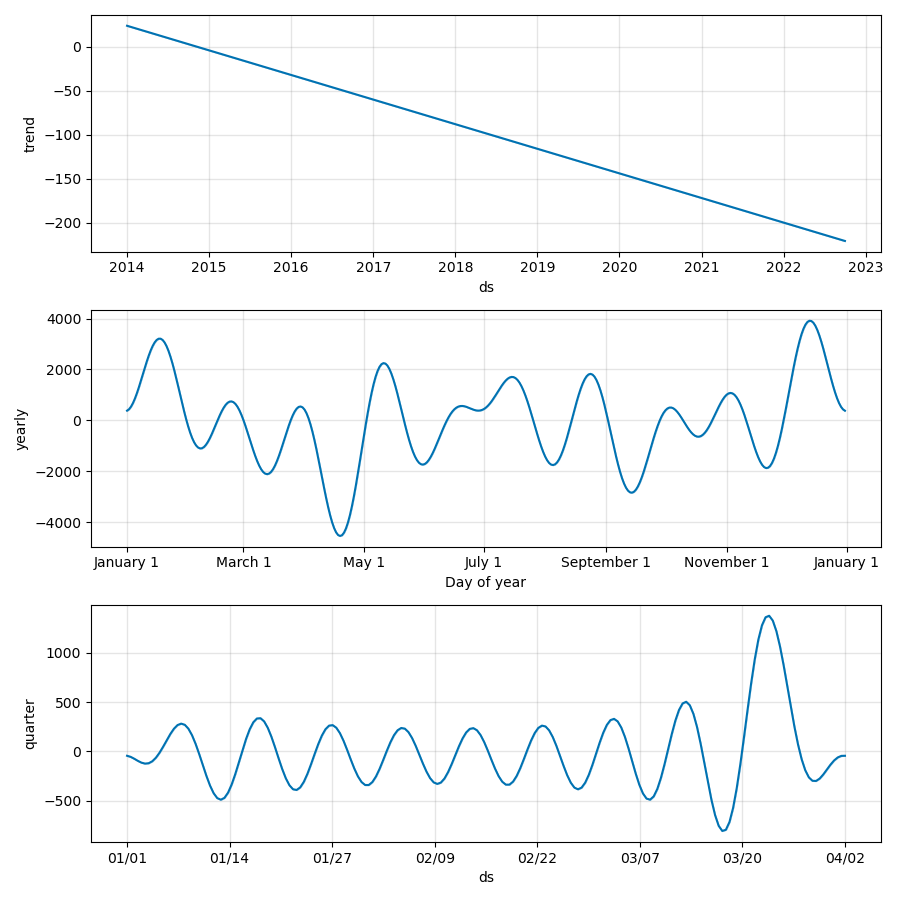 0
−50
−100
−150
−200
trend
2014 2015 2016 2017 2018 2019 2020 2021 2022 2023
ds
4000
2000
0
−2000
−4000
yearly
January 1 March 1 May 1 July 1 September 1 November 1 January 1
Day of year
1000
500
0
−500
quarter
01/01 01/14 01/27 02/09 02/22 03/07 03/20 04/02
ds